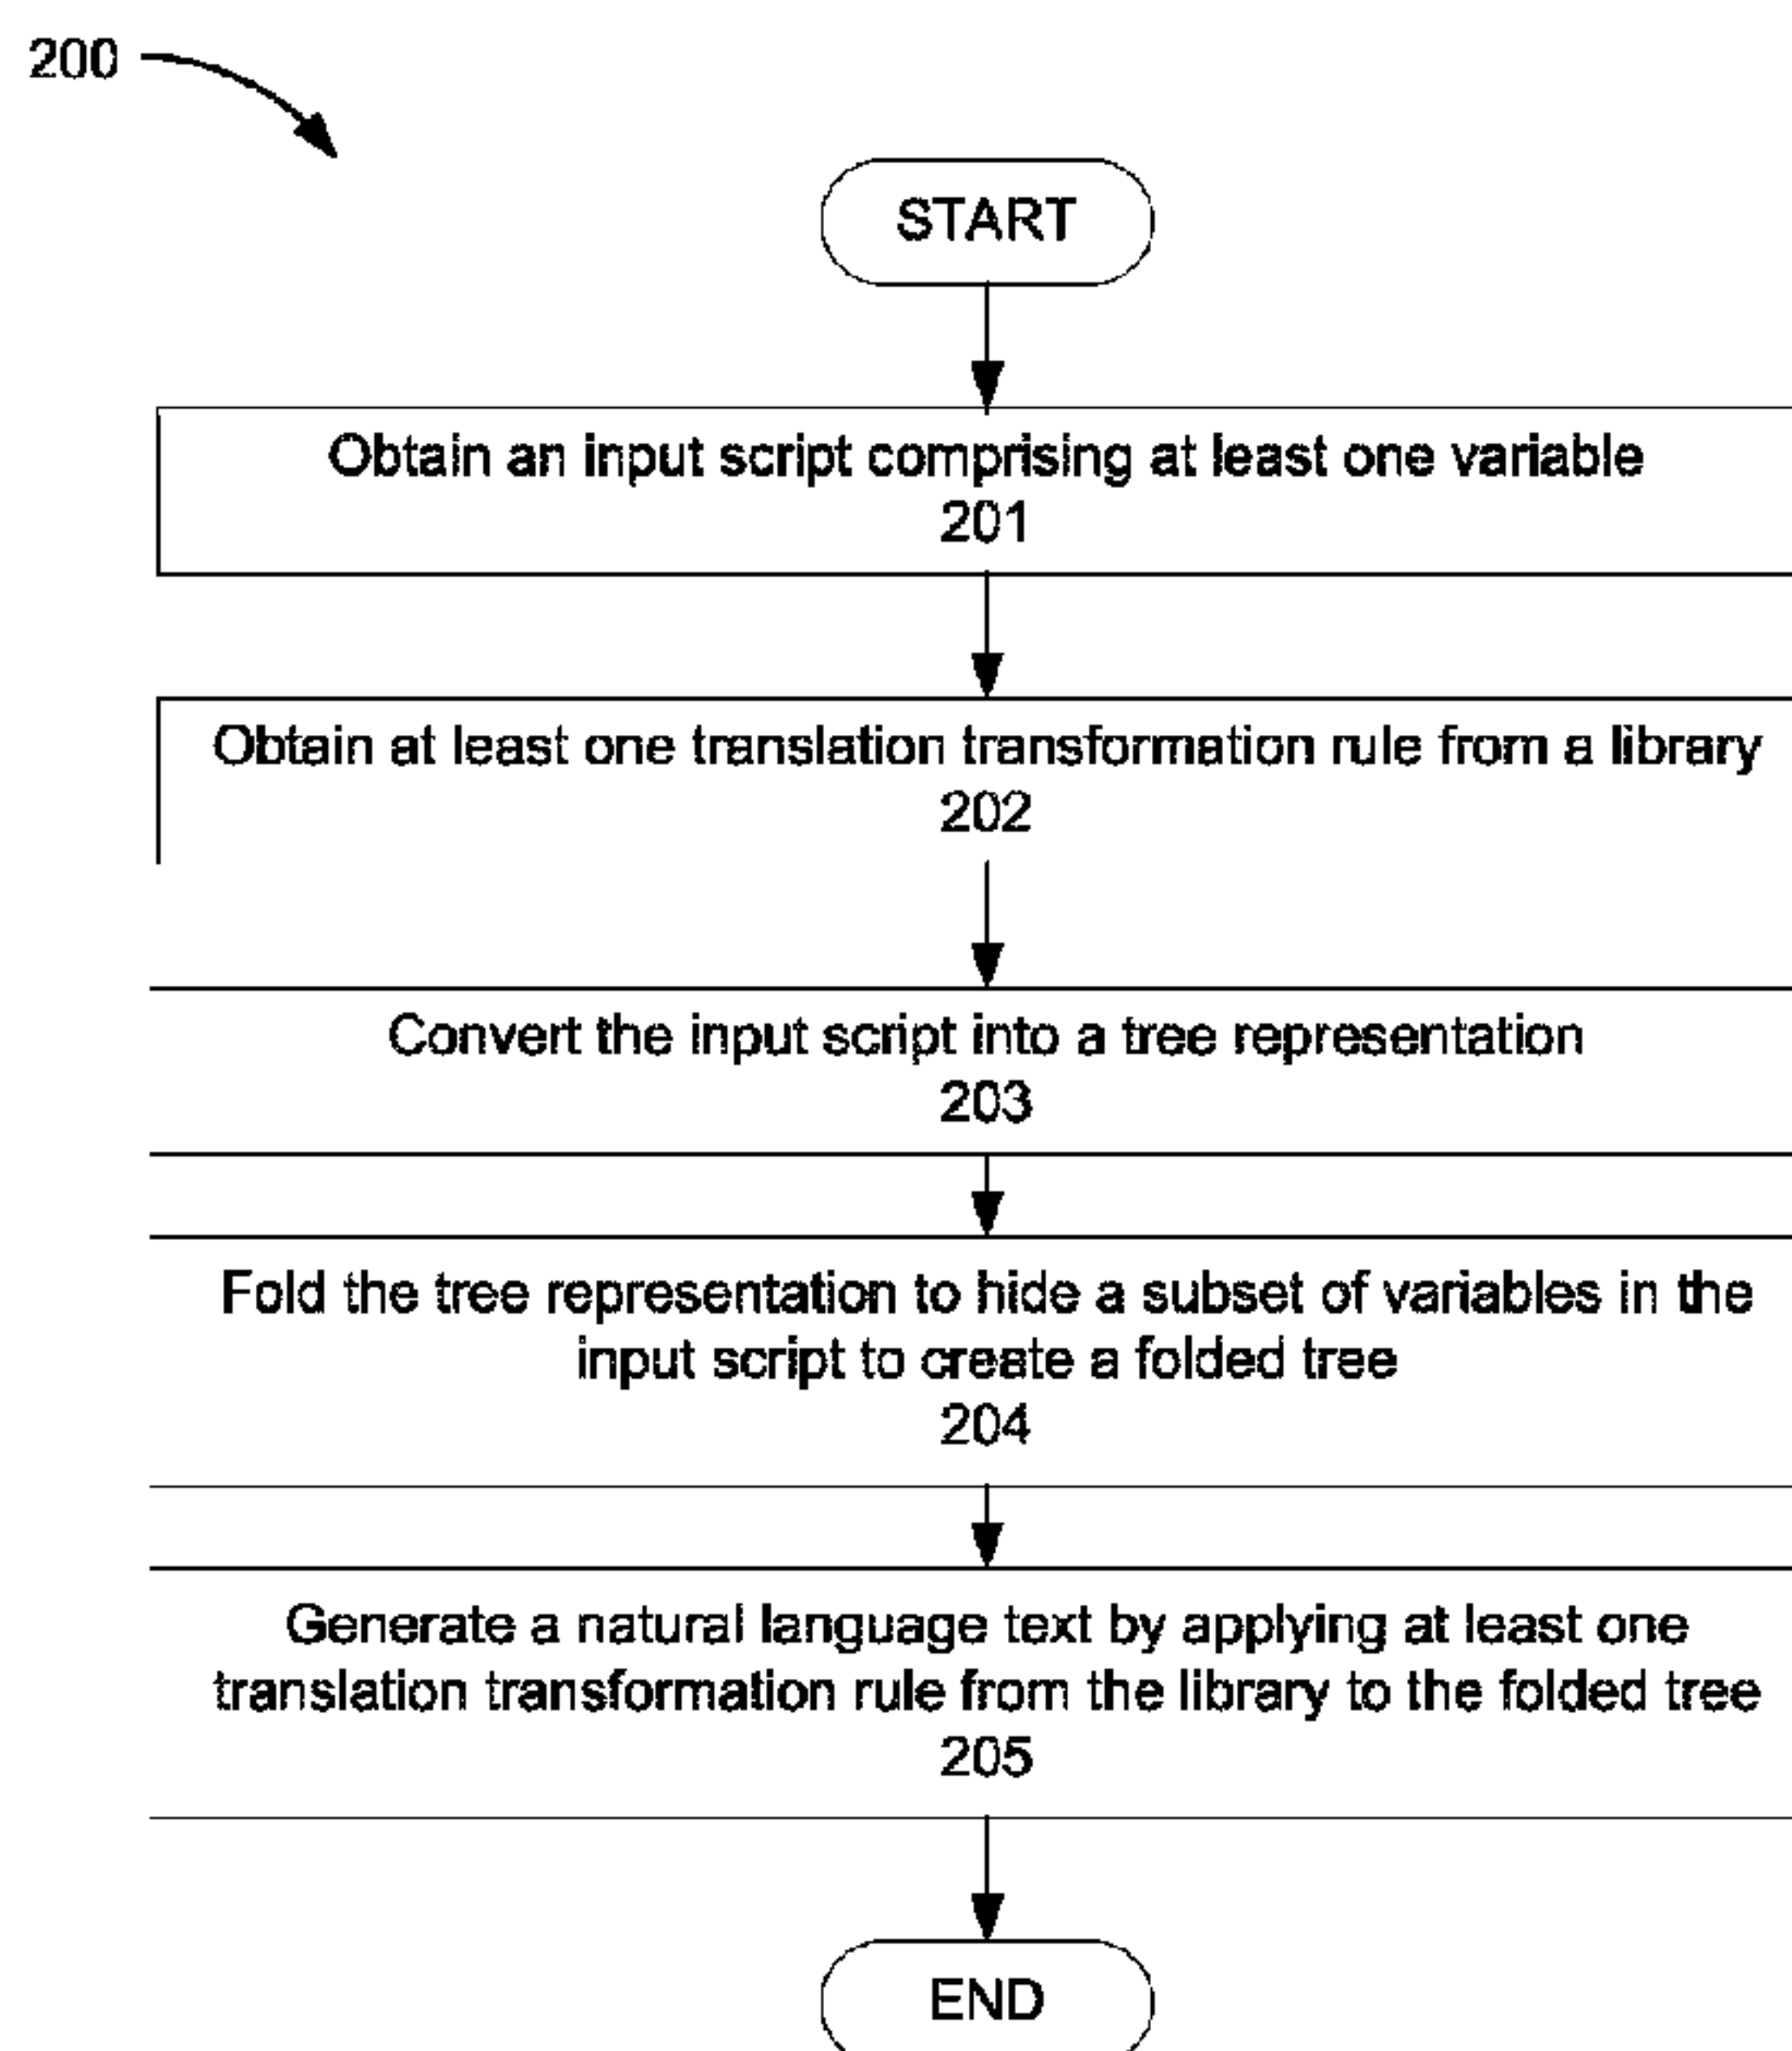 200
START
Obtain an input script comprising at least one variable
201
Obtain at least one translation transformation rule from a library
202
Convert the input script into a tree representation
203
Fold the tree representation to hide a subset of variables in the
input script to create a folded tree
204
Generate a natural language text by applying at least one
translation transformation rule from the library to the folded tree
205
END